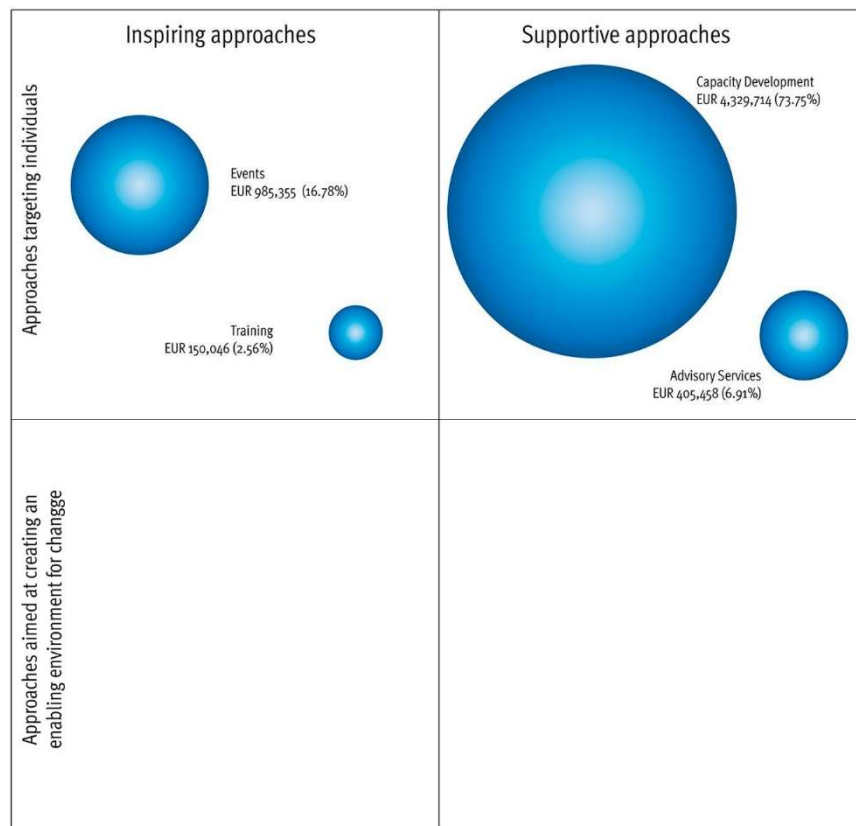 Inspiring approaches
Supportive approaches
Approaches targeting individuals
Capacity Development
EUR 4,329,714 (73.75%)
Events
EUR 985,355 (16.78%)
Training
EUR 150,046 (2.56%)
Advisory Services
EUR 405,458 (6.91%)
Approaches aimed at creating an
enabling environment for changge